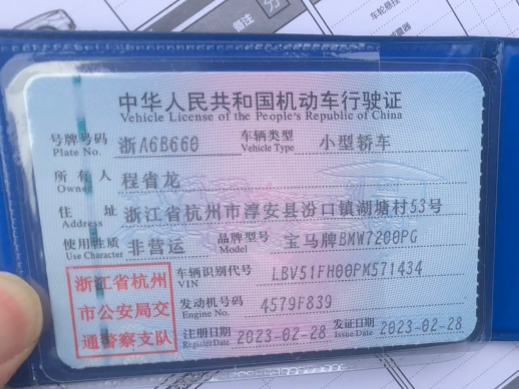 中华人民共和国机动车行驶证
Vehicle License of the People's Republic of China
号牌号码 浙A6B660 车辆类型 小型轿车
Plate No. Vehicle Type
所有人 程省龙
Owner
住址 浙江省杭州市淳安县汾口镇湖塘村53号
Address
使用性质 非营运 品牌型号 宝马牌BMW7200PG
Use Character Model
浙江省杭州
市公安局交
通警察支队
车辆识别代号 LBV51FH00PM571434
VIN
发动机号码 4579F839
Engine No.
注册日期 2023-02-28 发证日期 2023-02-28
Register Date Issue Date
备注